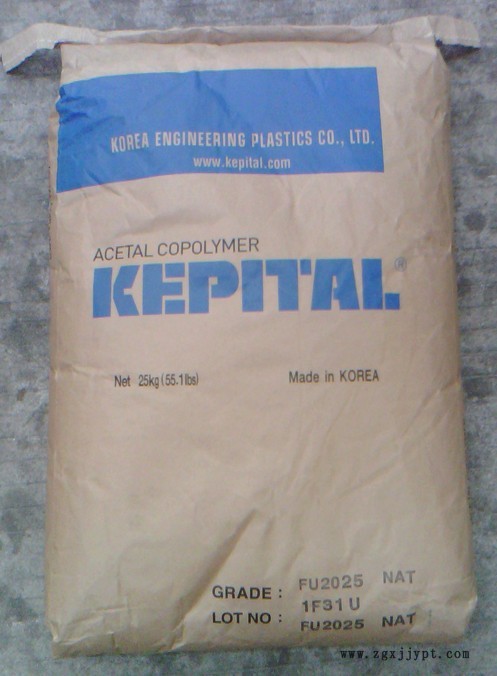 KOREA ENGINEERING PLASTICS CO., LTD.
www.kepital.com
ACETAL COPOLYMER
KEPITAL®
Net 25kg(55.1lbs)
Made in KOREA
GRADE : FU2025 NAT
1F31U
LOT NO : FU2025 NAT
www.zgxjjypt.com